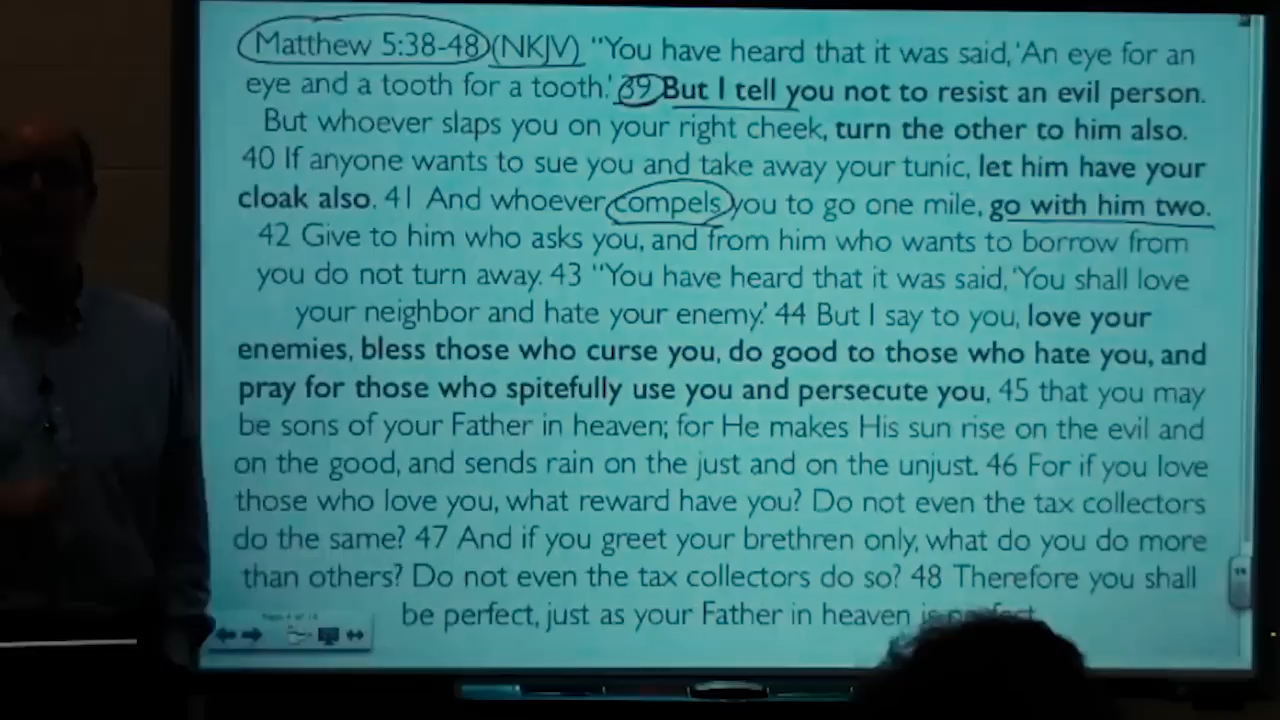 Matthew 5:38-48 (NKJV) "You have heard that it was said, 'An eye for an
eye and a tooth for a tooth.' 39 But I tell you not to resist an evil person.
But whoever slaps you on your right cheek, turn the other to him also.
40 If anyone wants to sue you and take away your tunic, let him have your
cloak also. 41 And whoever compels you to go one mile, go with him two.
42 Give to him who asks you, and from him who wants to borrow from
you do not turn away. 43 "You have heard that it was said, 'You shall love
your neighbor and hate your enemy.' 44 But I say to you, love your
enemies, bless those who curse you, do good to those who hate you, and
pray for those who spitefully use you and persecute you, 45 that you may
be sons of your Father in heaven; for He makes His sun rise on the evil and
on the good, and sends rain on the just and on the unjust. 46 For if you love
those who love you, what reward have you? Do not even the tax collectors
do the same? 47 And if you greet your brethren only, what do you do more
than others? Do not even the tax collectors do so? 48 Therefore you shall
be perfect, just as your Father in heaven is perfect